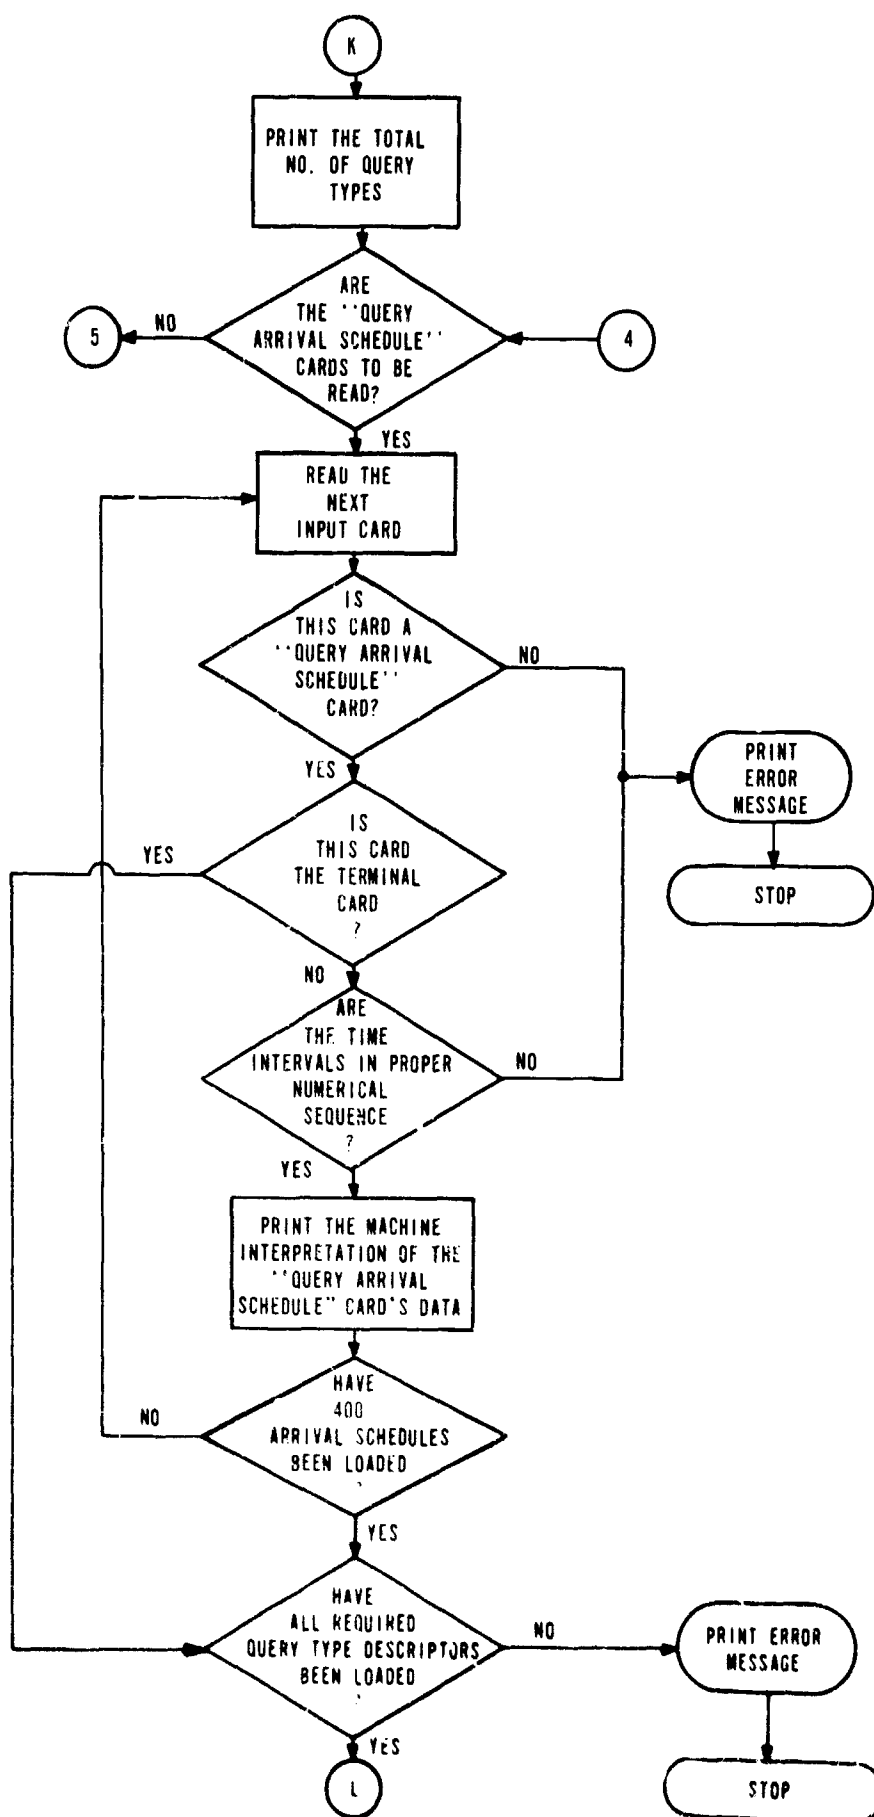 K
PRINT THE TOTAL
NO. OF QUERY
TYPES
ARE
THE ''QUERY
ARRIVAL SCHEDULE''
CARDS TO BE
READ?
NO
5
4
YES
READ THE
NEXT
INPUT CARD
IS
THIS CARD A
''QUERY ARRIVAL
SCHEDULE''
CARD?
NO
YES
PRINT
ERROR
MESSAGE
STOP
IS
THIS CARD
THE TERMINAL
CARD
?
YES
NO
ARE
THE TIME
INTERVALS IN PROPER
NUMERICAL
SEQUENCE
?
NO
YES
PRINT THE MACHINE
INTERPRETATION OF THE
''QUERY ARRIVAL
SCHEDULE'' CARD'S DATA
HAVE
400
ARRIVAL SCHEDULES
BEEN LOADED
?
NO
YES
HAVE
ALL REQUIRED
QUERY TYPE DESCRIPTORS
BEEN LOADED
?
NO
PRINT ERROR
MESSAGE
STOP
YES
L